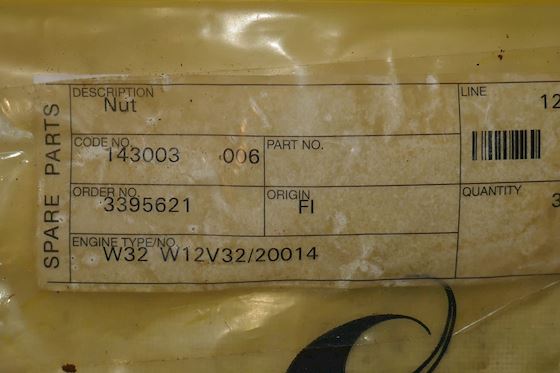 SPARE PARTS
DESCRIPTION
Nut
LINE
12
CODE NO.
143003 006
PART NO.
ORDER NO.
3395621
ORIGIN
FI
QUANTITY
3
ENGINE TYPE/NO.
W32 W12V32/20014